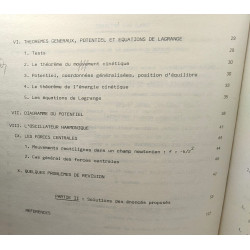 VI. THEOREMES GENERAUX, POTENTIEL ET EQUATIONS DE LAGRANGE
1. Texte
2. Le théorème du mouvement cinétique
3. Potentiel, coordonnées généralisées, position d'équilibre
4. Le théorème de l'énergie cinétique
5. Les équations de Lagrange
VII. DIAGRAMME DU POTENTIEL
VIII. L'OSCILLATEUR HARMONIQUE
IX. LES FORCES CENTRALES
1. Mouvements rectilignes dans un champ newtonien : 44
2. Cas général des forces centrales
X. QUELQUES PROBLEMES DE REVISION
PARTIE II : Solutions des énoncés proposés
REFERENCES